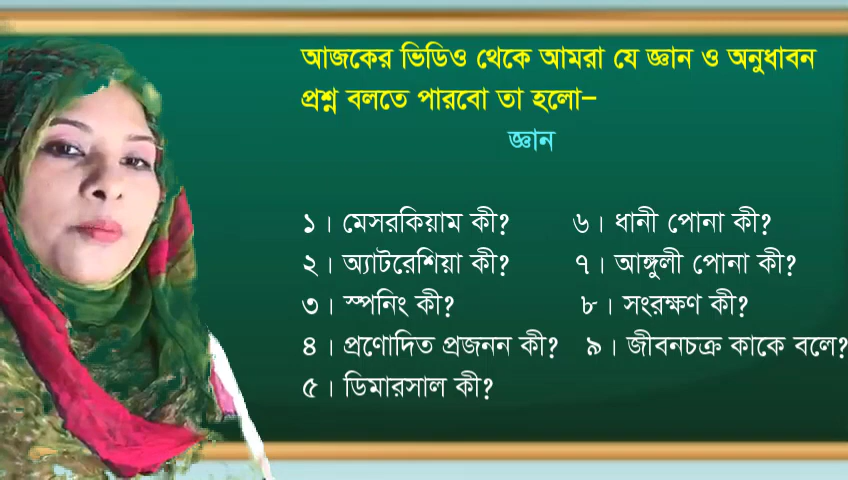 আজকের ভিডিও থেকে আমরা যে জ্ঞান ও অনুধাবন
প্রশ্ন বলতে পারবো তা হলো–
জ্ঞান
১। মেসরকিয়াম কী?
২। অ্যাটরেশিয়া কী?
৩। স্পনিং কী?
৪। প্রণোদিত প্রজনন কী?
৫। ডিমারসাল কী?
৬। ধানী পোনা কী?
৭। আঙ্গুলী পোনা কী?
৮। সংরক্ষণ কী?
৯। জীবনচক্র কাকে বলে?